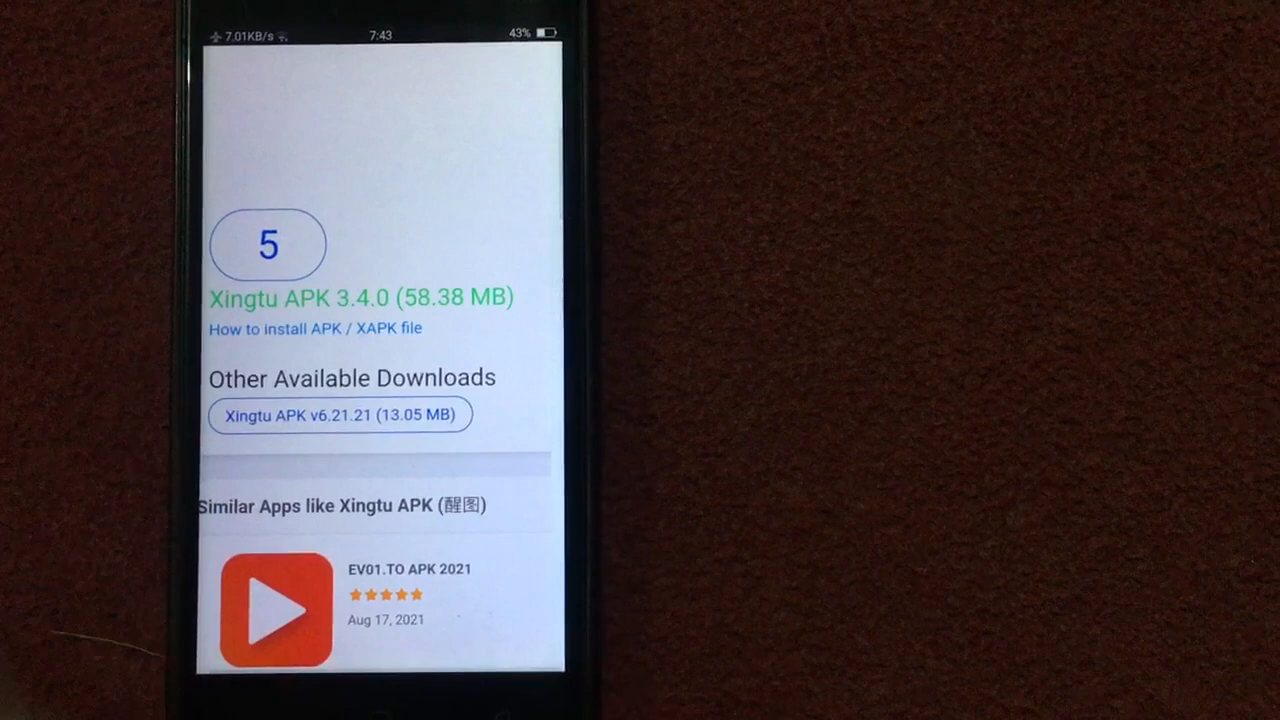 7.01KB/s 7:43 43%
5
Xingtu APK 3.4.0 (58.38 MB)
How to install APK / XAPK file
Other Available Downloads
Xingtu APK v6.21.21 (13.05 MB)
Similar Apps like Xingtu APK (醒图)
EV01.TO APK 2021
Aug 17, 2021